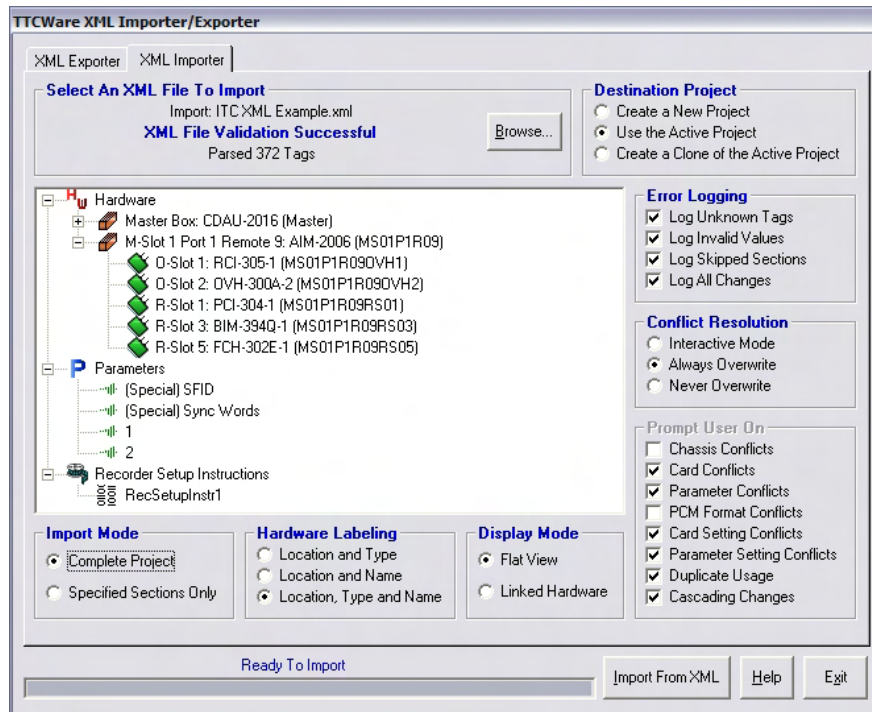 TTCWare XML Importer/Exporter
XML Exporter
XML Importer
Select An XML File To Import
Import: ITC XML Example.xml
XML File Validation Successful
Parsed 372 Tags
Browse...
Destination Project
Create a New Project
Use the Active Project
Create a Clone of the Active Project
Hardware
Master Box: CDAU-2016 (Master)
M-Slot 1 Port 1 Remote 9: AIM-2006 (MS01P1R09)
O-Slot 1: RCI-305-1 (MS01P1R09OVH1)
O-Slot 2: OVH-300A-2 (MS01P1R09OVH2)
R-Slot 1: PCI-304-1 (MS01P1R09RS01)
R-Slot 3: BIM-394Q-1 (MS01P1R09RS03)
R-Slot 5: FCH-302E-1 (MS01P1R09RS05)
Parameters
(Special) SFID
(Special) Sync Words
1
2
Recorder Setup Instructions
RecSetupInstr1
Error Logging
Log Unknown Tags
Log Invalid Values
Log Skipped Sections
Log All Changes
Conflict Resolution
Interactive Mode
Always Overwrite
Never Overwrite
Prompt User On
Chassis Conflicts
Card Conflicts
Parameter Conflicts
PCM Format Conflicts
Card Setting Conflicts
Parameter Setting Conflicts
Duplicate Usage
Cascading Changes
Import Mode
Complete Project
Specified Sections Only
Hardware Labeling
Location and Type
Location and Name
Location, Type and Name
Display Mode
Flat View
Linked Hardware
Ready To Import
Import From XML
Help
Exit